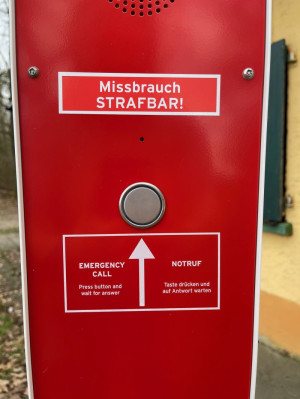 Missbrauch
STRAFBAR!
EMERGENCY
CALL
Press button and
wait for answer
NOTRUF
Taste drücken und
auf Antwort warten